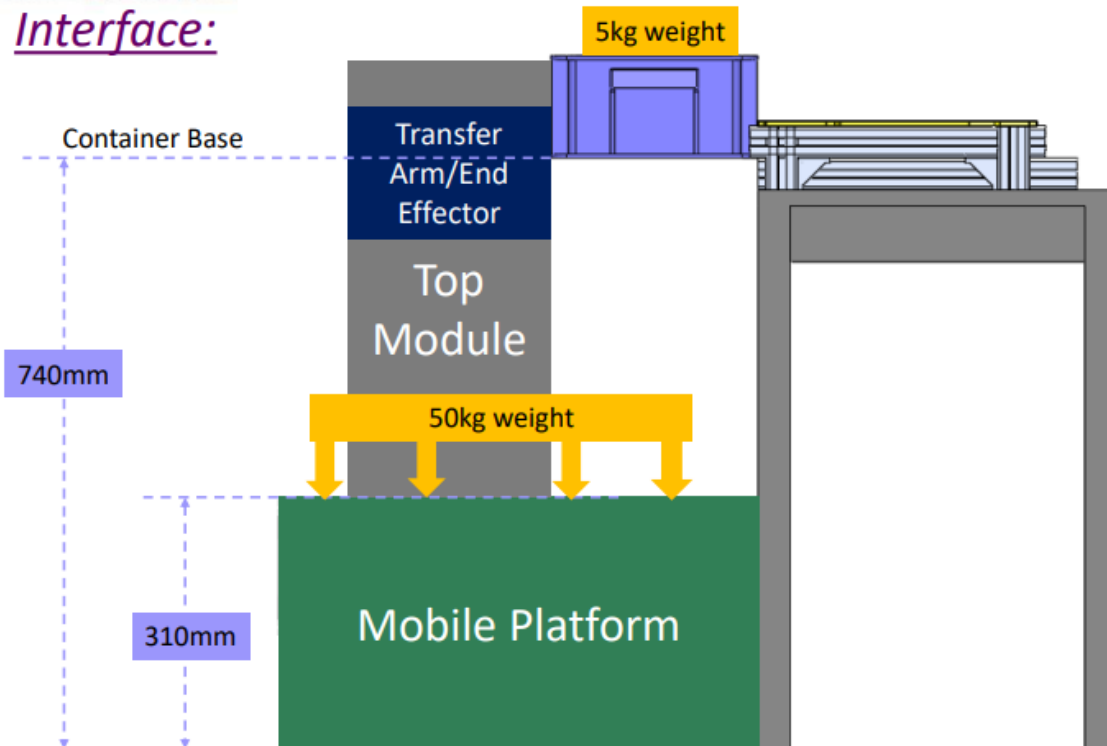 Interface:
5kg weight
Container Base
Transfer
Arm/End
Effector
Top
Module
740mm
50kg weight
310mm
Mobile Platform